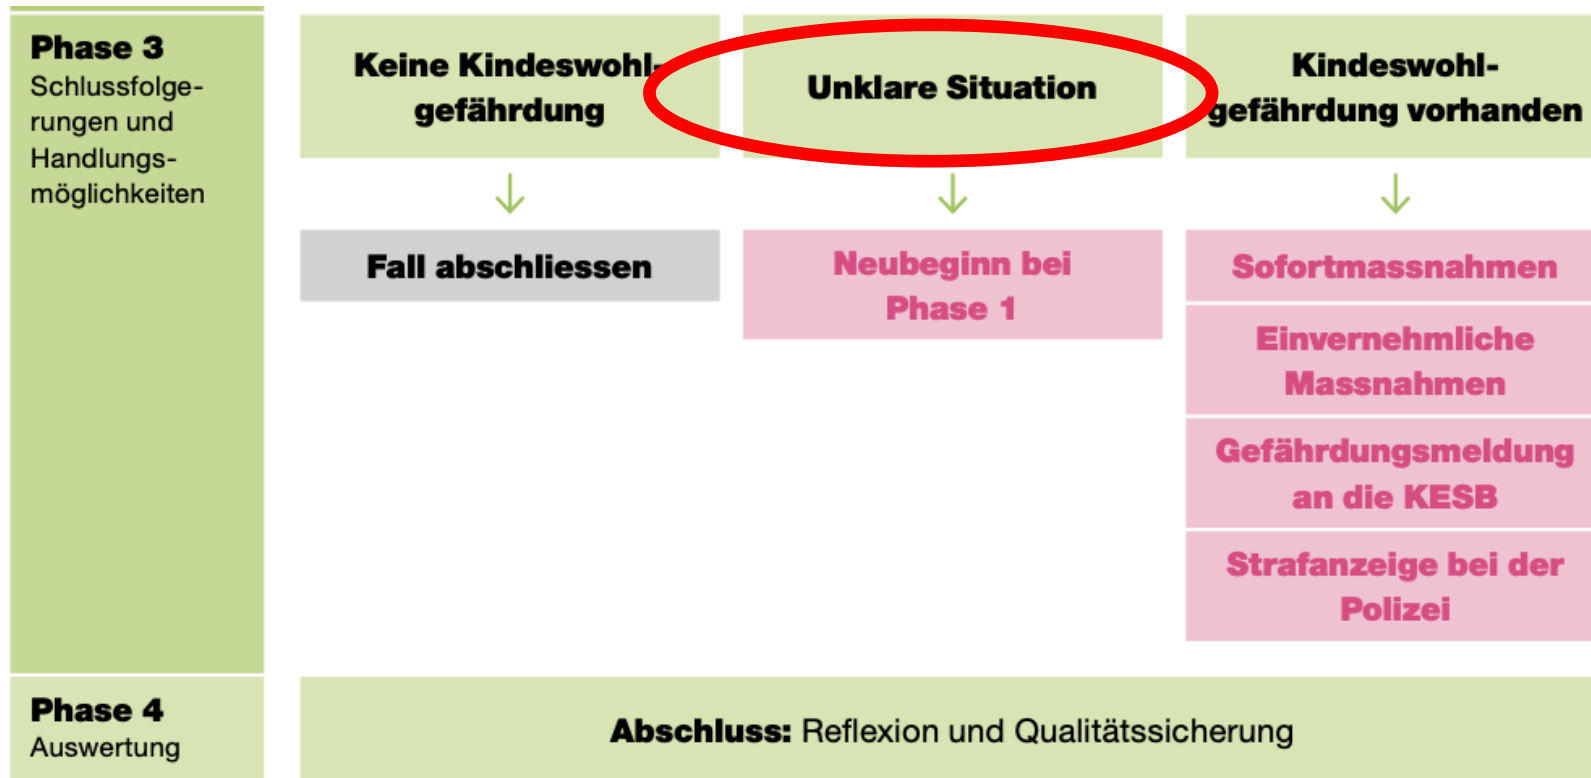 Phase 3
Schlussfolge-
rungen und
Handlungs-
möglichkeiten
Keine Kindeswohl-
gefährdung
Unklare Situation
Kindeswohl-
gefährdung vorhanden
Fall abschliessen
Neubeginn bei
Phase 1
Sofortmassnahmen
Einvernehmliche
Massnahmen
Gefährdungsmeldung
an die KESB
Strafanzeige bei der
Polizei
Phase 4
Auswertung
Abschluss: Reflexion und Qualitätssicherung